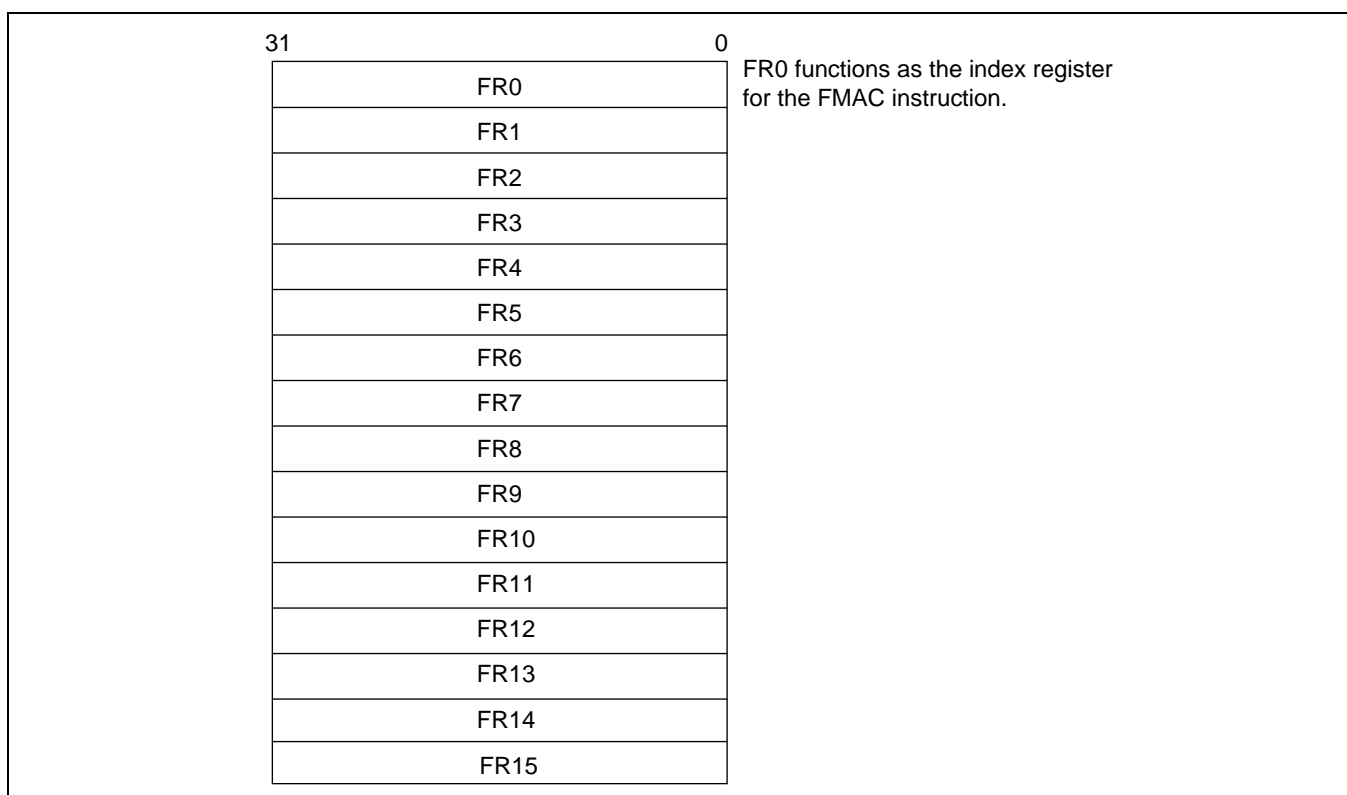 31 0
FR0 functions as the index register
for the FMAC instruction.
FR0
FR1
FR2
FR3
FR4
FR5
FR6
FR7
FR8
FR9
FR10
FR11
FR12
FR13
FR14
FR15